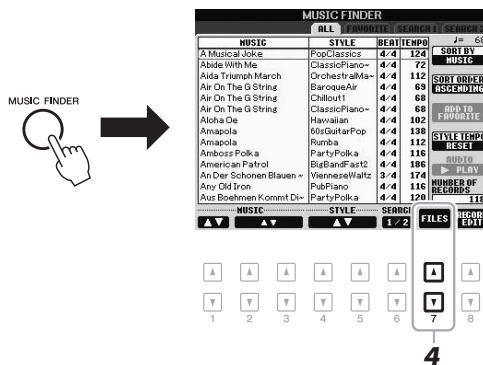 MUSIC FINDER
MUSIC FINDER
ALL FAVORITE SEARCH 1 SEARCH 2
MUSIC STYLE BEAT TEMPO
A Musical Joke PopClassics 4/4 124
Abide With Me ClassicPiano~ 4/4 72
Aida Triumph March OrchestralMa~ 4/4 112
Air On The G String BaroqueAir 4/4 69
Air On The G String Chillout1 4/4 68
Air On The G String ClassicPiano~ 4/4 68
Aloha Oe Hawaiian 4/4 102
Amapola 60sGuitarPop 4/4 138
Amapola Rumba 4/4 112
Amboss Polka PartyPolka 4/4 116
American Patrol BigBandFast2 4/4 186
An Der Schonen Blauen ~ VienneseWaltz 3/4 174
Any Old Iron PubPiano 4/4 116
Aus Boehmen Kommt Di~ PartyPolka 4/4 120
♩= 68
SORT BY
MUSIC
SORT ORDER
ASCENDING
ADD TO
FAVORITE
STYLE TEMPO
RESET
AUDIO
▶ PLAY
NUMBER OF
RECORDS
118
MUSIC STYLE SEARCH
▲▼ ▲▼ ▲▼ 1/2 FILES RECORD
EDIT
1 2 3 4 5 6 7 8
4